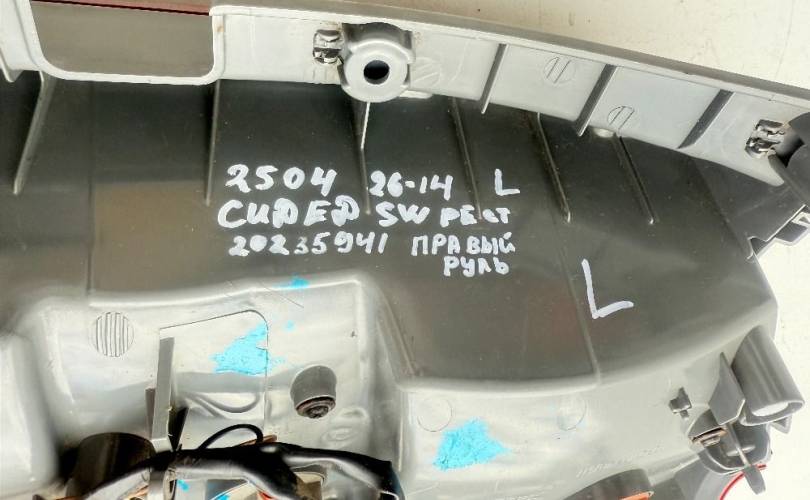 2504 26-14 L
СИДЕД SW РЕСТ
20235941 ПРАВЫЙ
РУЛЬ
L